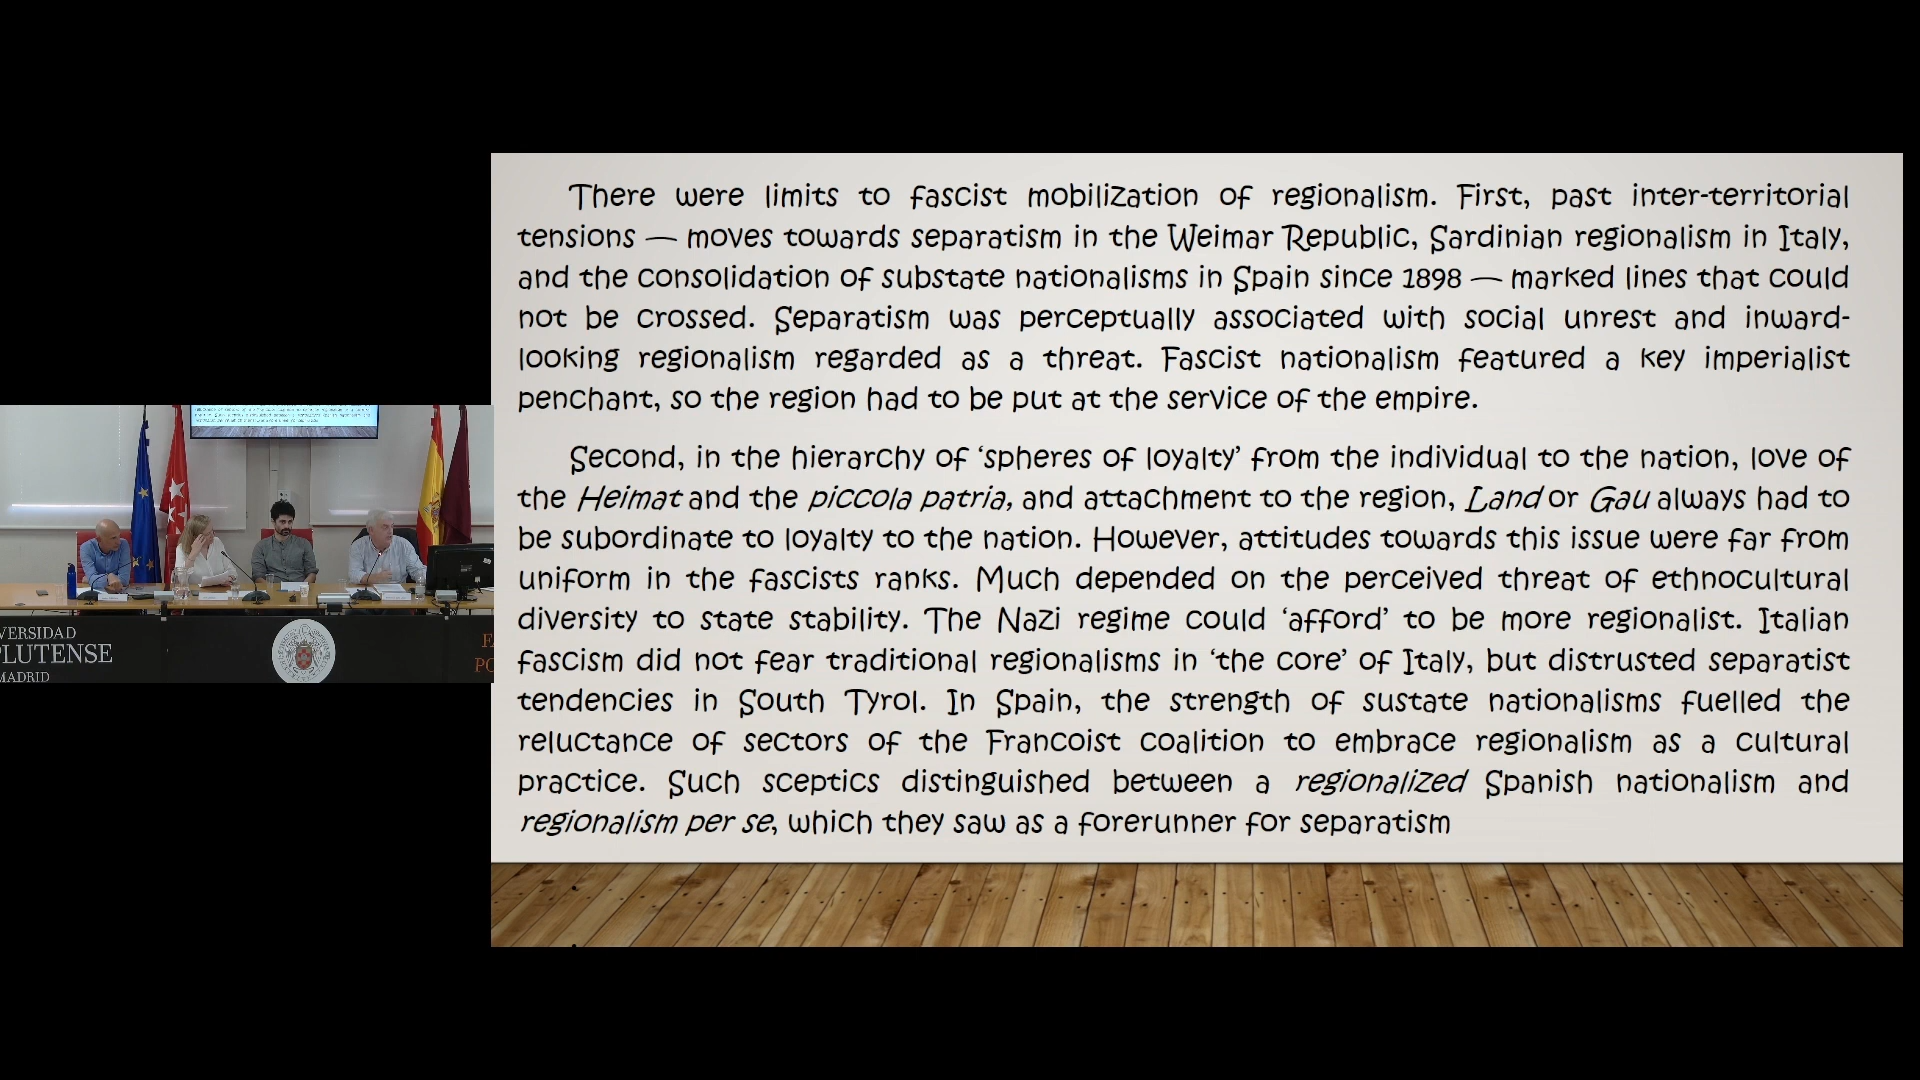 There were limits to fascist mobilization of regionalism. First, past inter-territorial
tensions — moves towards separatism in the Weimar Republic, Sardinian regionalism in Italy,
and the consolidation of substate nationalisms in Spain since 1898 — marked lines that could
not be crossed. Separatism was perceptually associated with social unrest and inward-
looking regionalism regarded as a threat. Fascist nationalism featured a key imperialist
penchant, so the region had to be put at the service of the empire.
Second, in the hierarchy of ‘spheres of loyalty’ from the individual to the nation, love of
the Heimat and the piccola patria, and attachment to the region, Land or Gau always had to
be subordinate to loyalty to the nation. However, attitudes towards this issue were far from
uniform in the fascists ranks. Much depended on the perceived threat of ethnocultural
diversity to state stability. The Nazi regime could ‘afford’ to be more regionalist. Italian
fascism did not fear traditional regionalisms in ‘the core’ of Italy, but distrusted separatist
tendencies in South Tyrol. In Spain, the strength of sustate nationalisms fuelled the
reluctance of sectors of the Francoist coalition to embrace regionalism as a cultural
practice. Such sceptics distinguished between a regionalized Spanish nationalism and
regionalism per se, which they saw as a forerunner for separatism
VERSIDAD
PLUTENSE
MADRID
F
PO